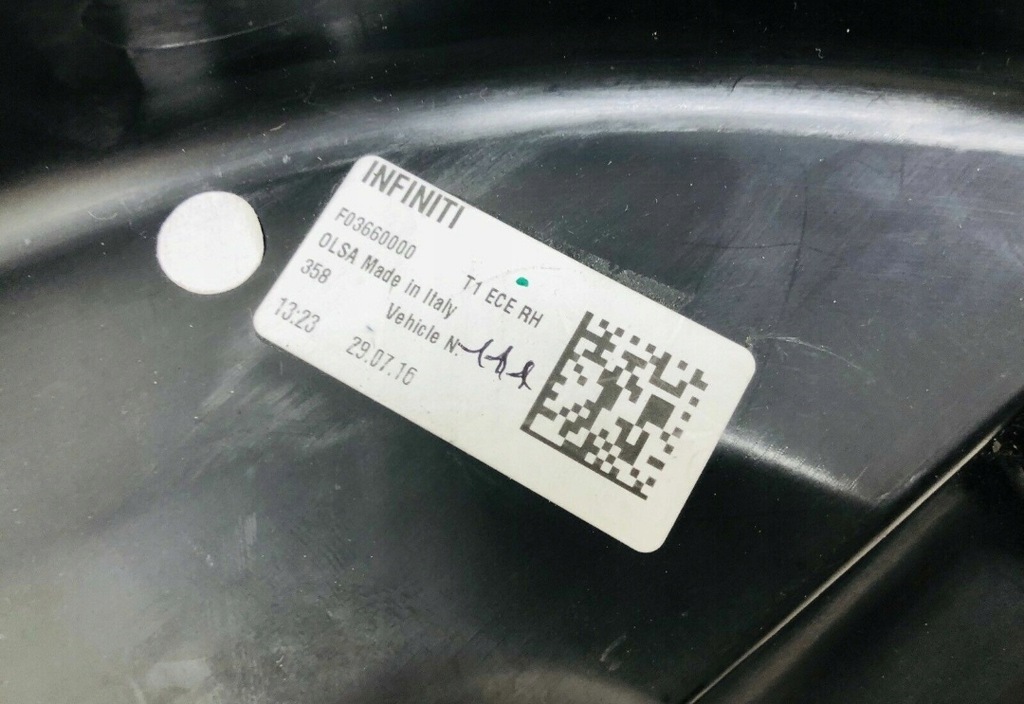 INFINITI
F03660000
T1 ECE RH
OLSA Made in Italy
358
Vehicle N.
13:23
29.07.16